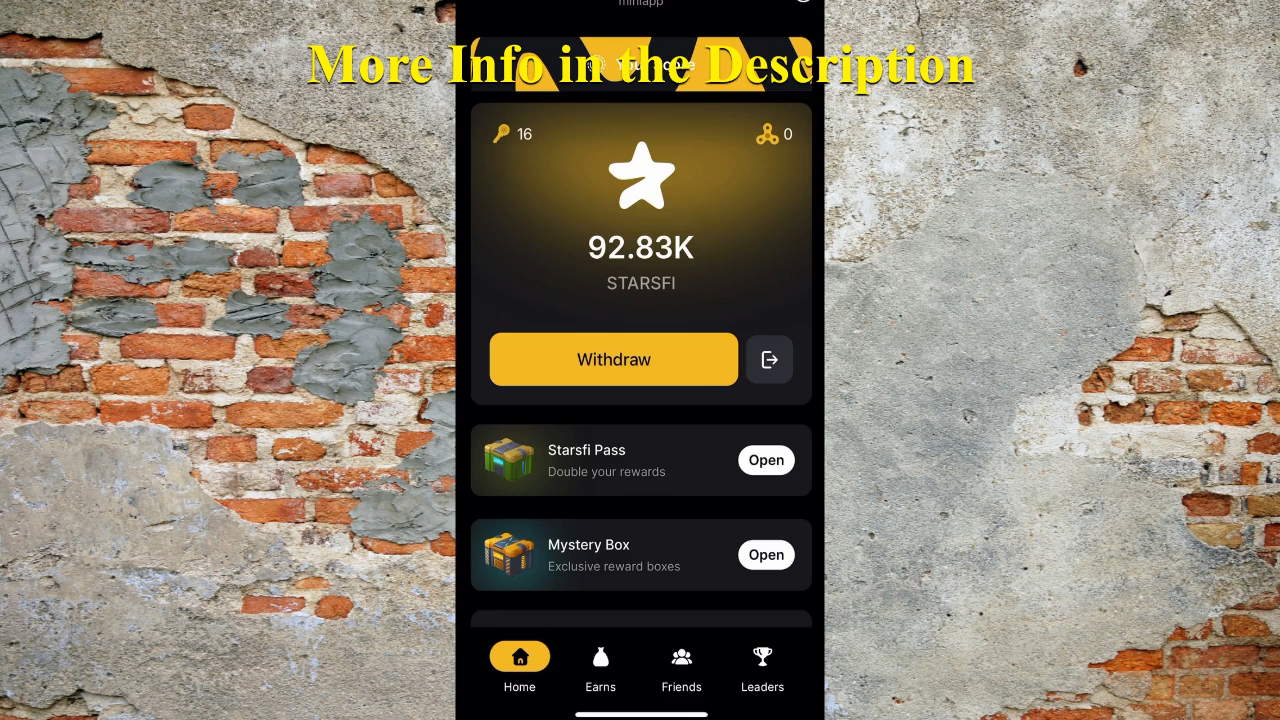 miniapp
More Info in the Description
16
0
92.83K
STARSFI
Withdraw
Starsfi Pass
Double your rewards
Open
Mystery Box
Exclusive reward boxes
Open
Home
Earns
Friends
Leaders